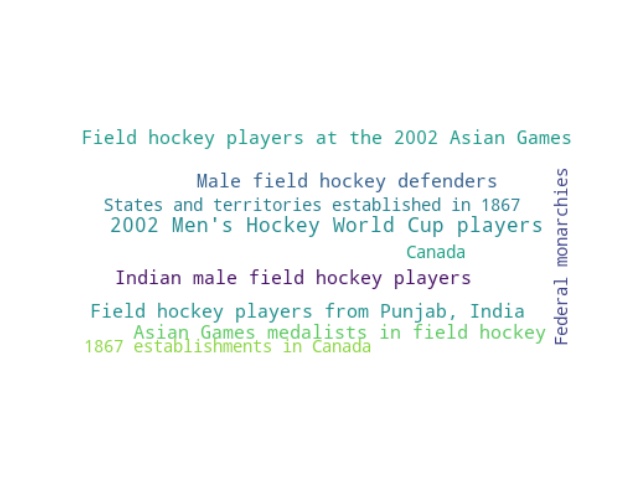 Field hockey players at the 2002 Asian Games
Male field hockey defenders
States and territories established in 1867
2002 Men's Hockey World Cup players
Canada
Indian male field hockey players
Field hockey players from Punjab, India
Asian Games medalists in field hockey
1867 establishments in Canada
Federal monarchies